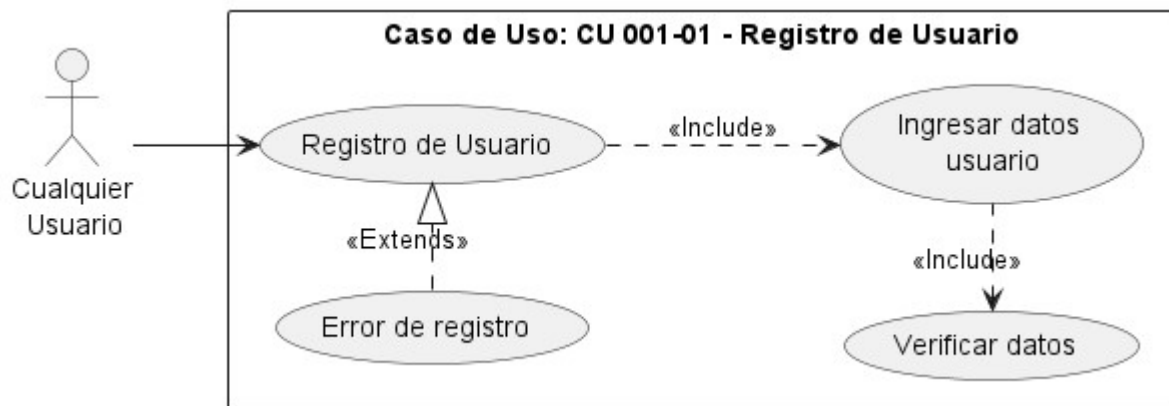 Caso de Uso: CU 001-01 - Registro de Usuario
Cualquier
Usuario
Registro de Usuario
«Include»
Ingresar datos
usuario
«Extends»
«Include»
Error de registro
Verificar datos